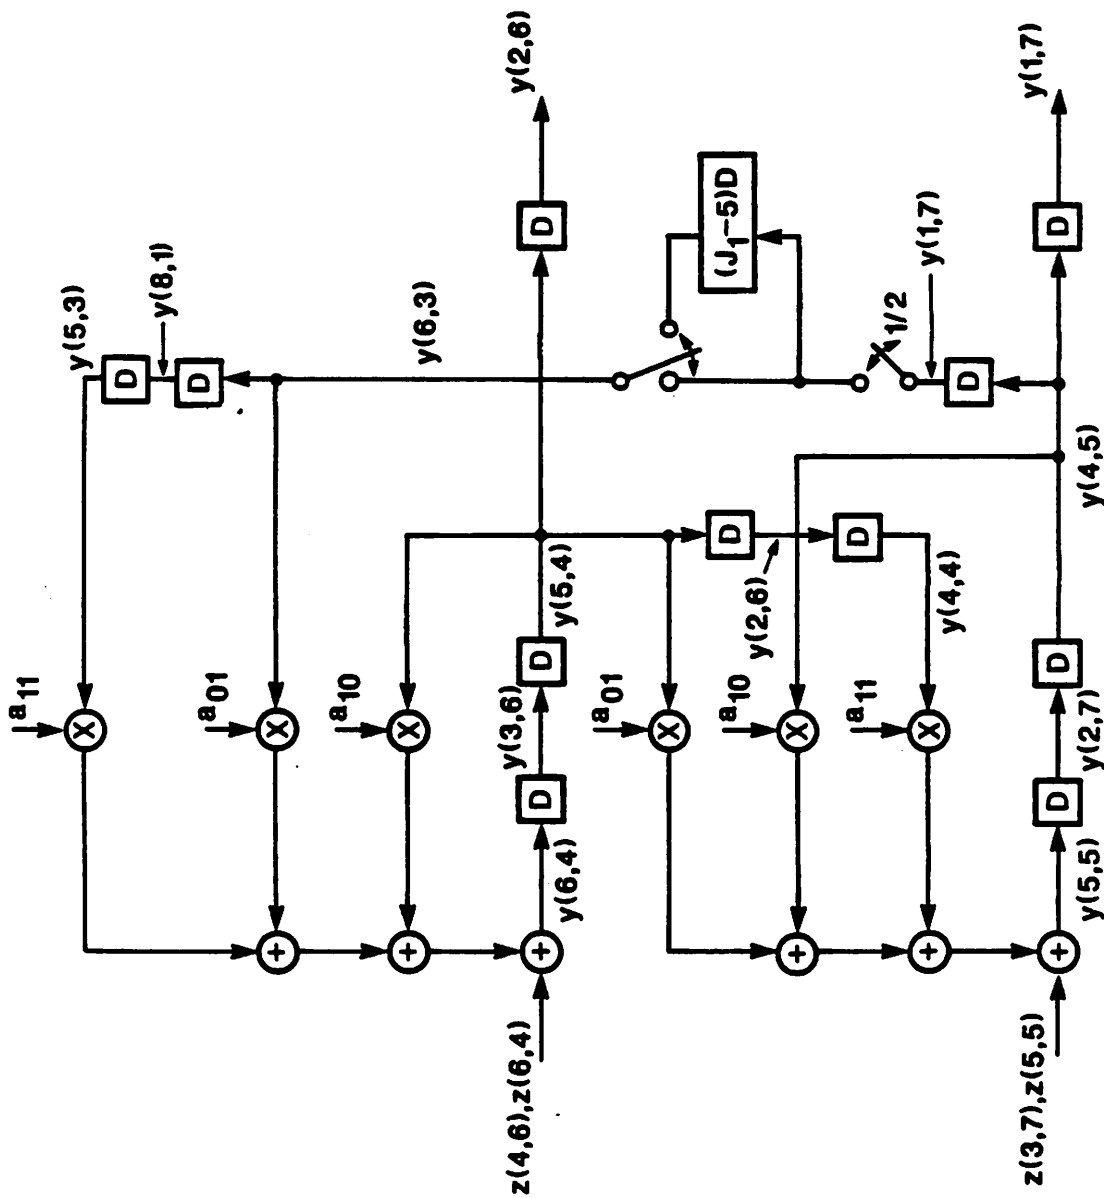 a11
X
y(5,3)
D
y(8,1)
D
a01
X
+
y(6,3)
a10
X
+
z(4,6),z(6,4)
+
y(6,4)
D
y(3,6)
D
y(5,4)
D
y(2,6)
a01
X
D
y(2,6)
D
y(4,4)
(J1-5)D
a10
X
+
a11
X
+
1/2
y(1,7)
D
z(3,7),z(5,5)
+
y(5,5)
D
y(2,7)
D
y(4,5)
D
y(1,7)